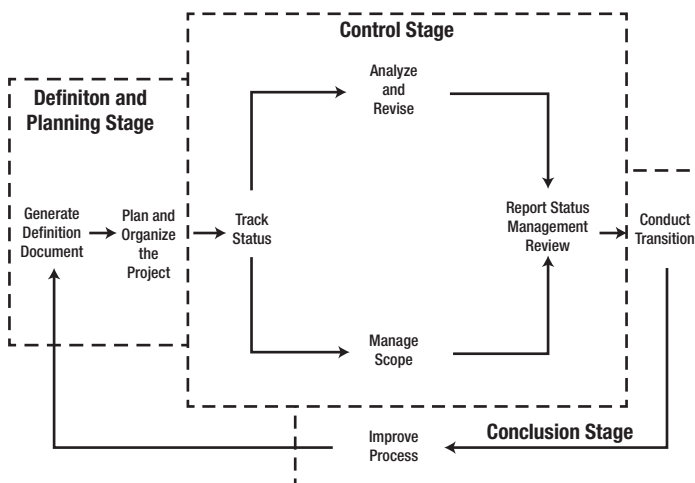 Control Stage
Analyze
and
Revise
Definiton and
Planning Stage
Generate
Definition
Document
Plan and
Organize
the
Project
Track
Status
Report Status
Management
Review
Conduct
Transition
Manage
Scope
Conclusion Stage
Improve
Process